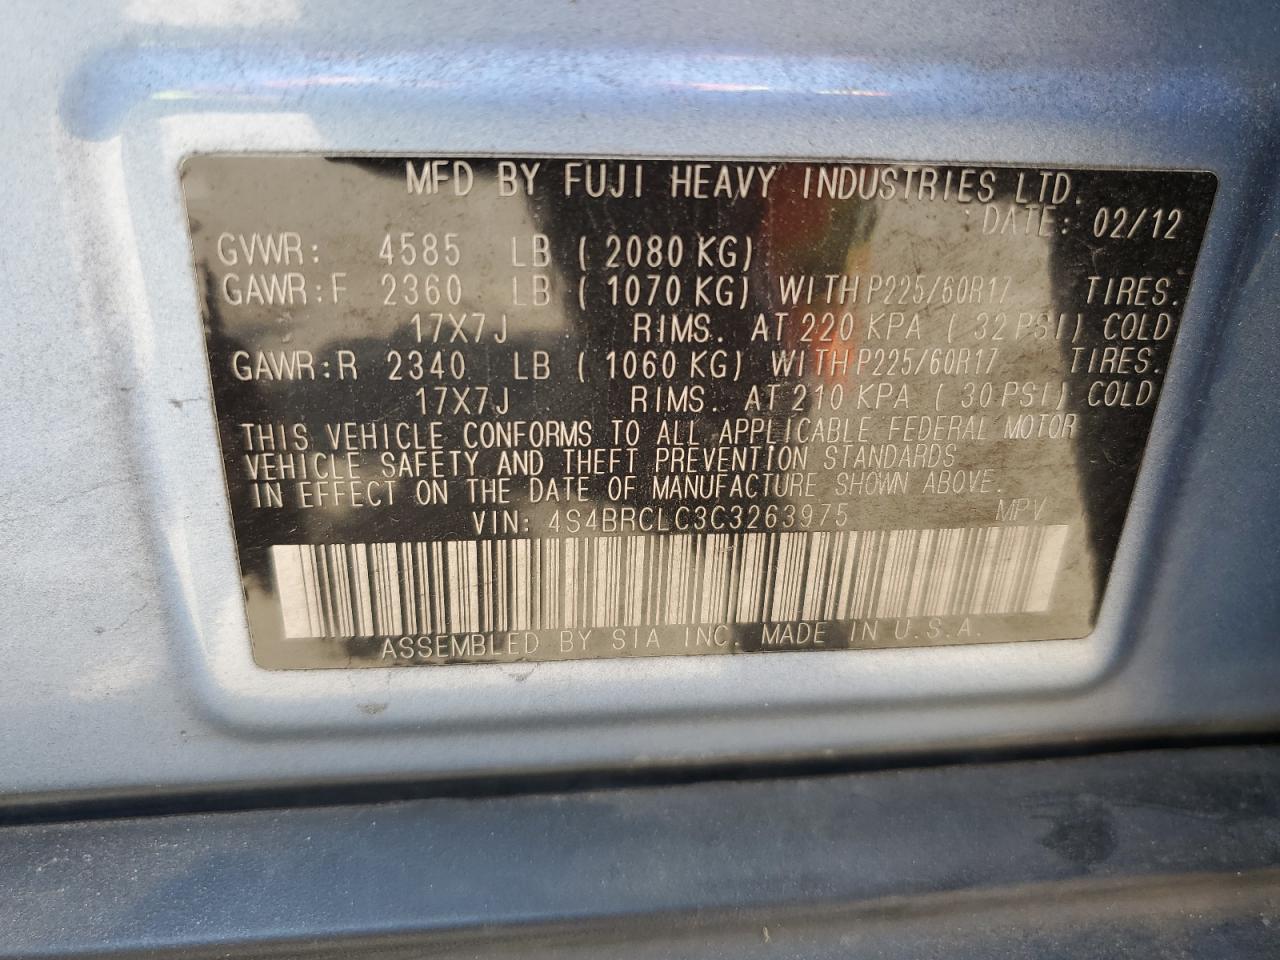 MFD BY FUJI HEAVY INDUSTRIES LTD.
DATE: 02/12
GVWR: 4585 LB ( 2080 KG)
GAWR:F 2360 LB ( 1070 KG) WITH P225/60R17 TIRES.
17X7J RIMS. AT 220 KPA ( 32 PSI) COLD
GAWR:R 2340 LB ( 1060 KG) WITH P225/60R17 TIRES.
17X7J RIMS. AT 210 KPA ( 30 PSI) COLD
THIS VEHICLE CONFORMS TO ALL APPLICABLE FEDERAL MOTOR
VEHICLE SAFETY AND THEFT PREVENTION STANDARDS
IN EFFECT ON THE DATE OF MANUFACTURE SHOWN ABOVE.
VIN: 4S4BRCLC3C3263975 MPV
ASSEMBLED BY SIA INC. MADE IN U.S.A.